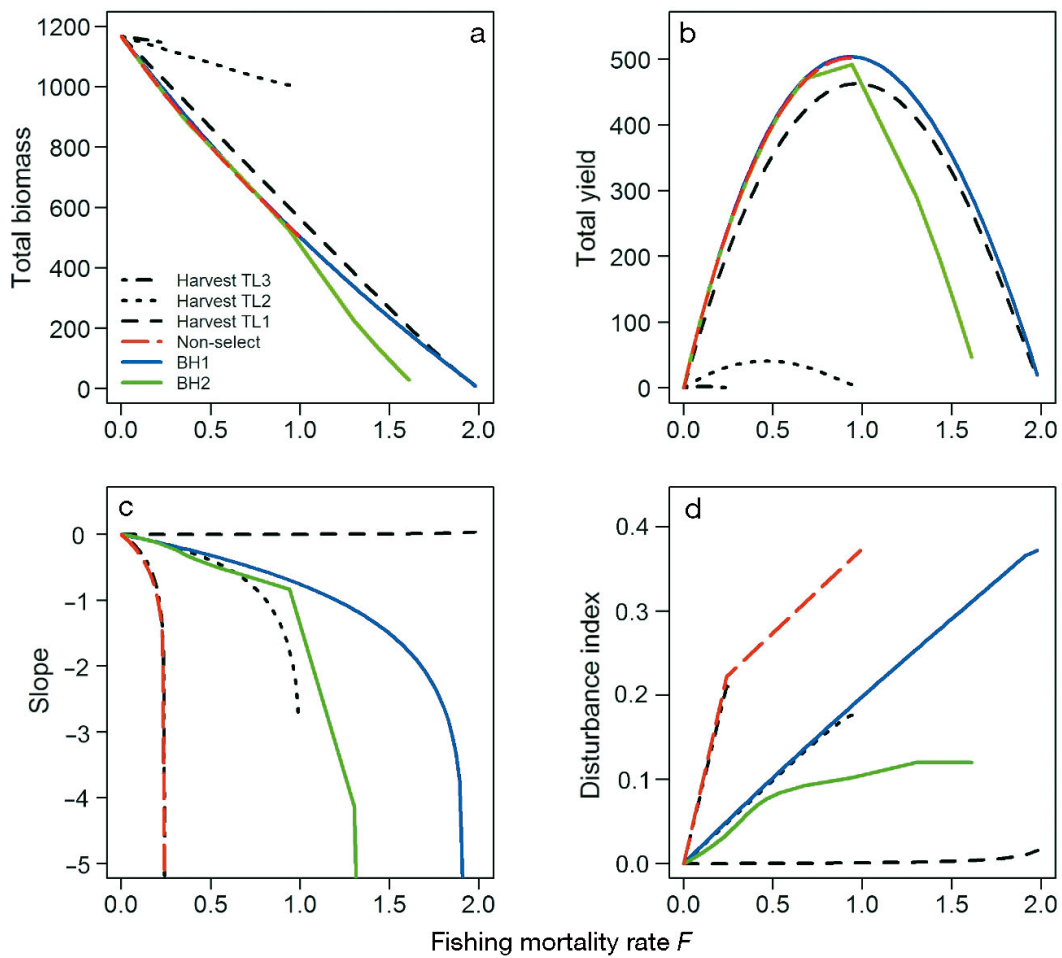 a
Total biomass
1200
1000
800
600
400
200
0
Harvest TL3
Harvest TL2
Harvest TL1
Non-select
BH1
BH2
0.0 0.5 1.0 1.5 2.0
b
Total yield
500
400
300
200
100
0
0.0 0.5 1.0 1.5 2.0
c
Slope
0
−1
−2
−3
−4
−5
0.0 0.5 1.0 1.5 2.0
d
Disturbance index
0.4
0.3
0.2
0.1
0.0
0.0 0.5 1.0 1.5 2.0
Fishing mortality rate F